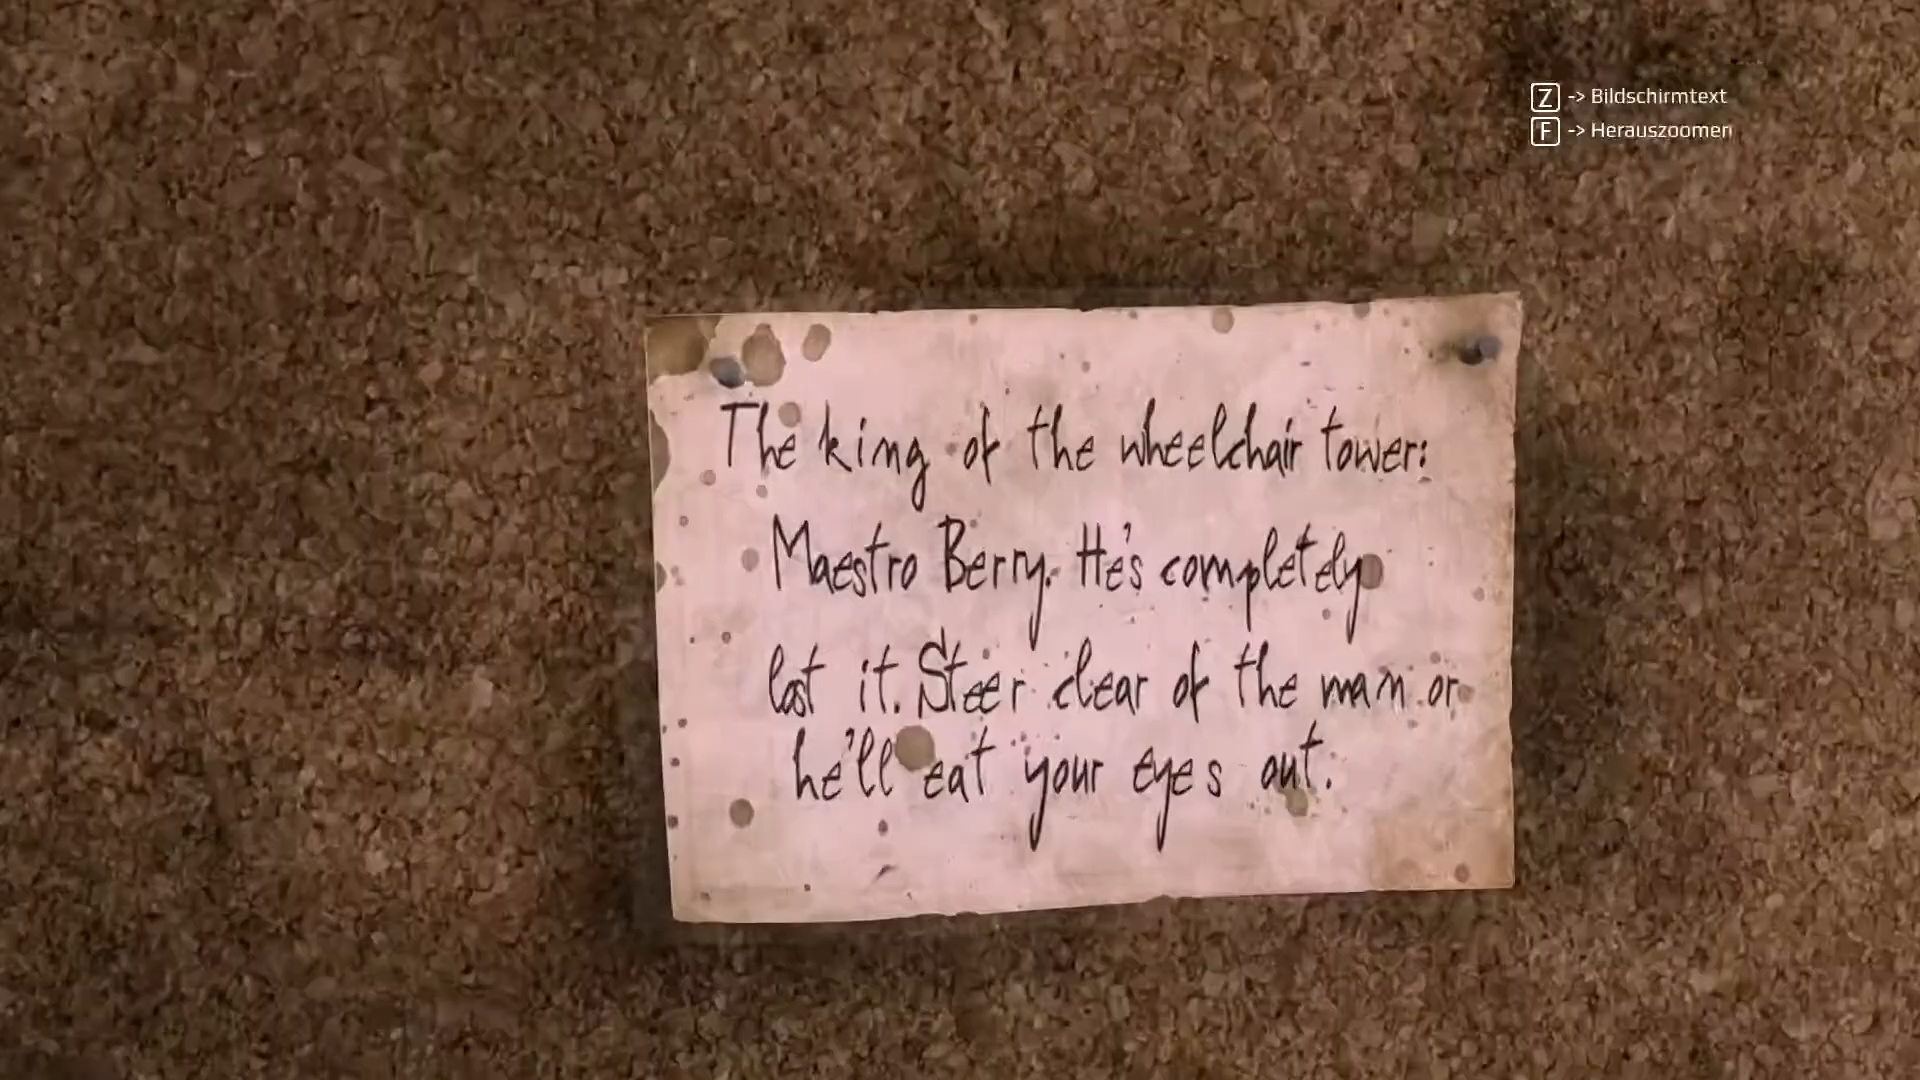 Z -> Bildschirmtext
F -> Herauszoomen
The king of the wheelchair tower:
Maestro Berry. He's completely
lost it. Steer clear of the man or
he'll eat your eyes out.